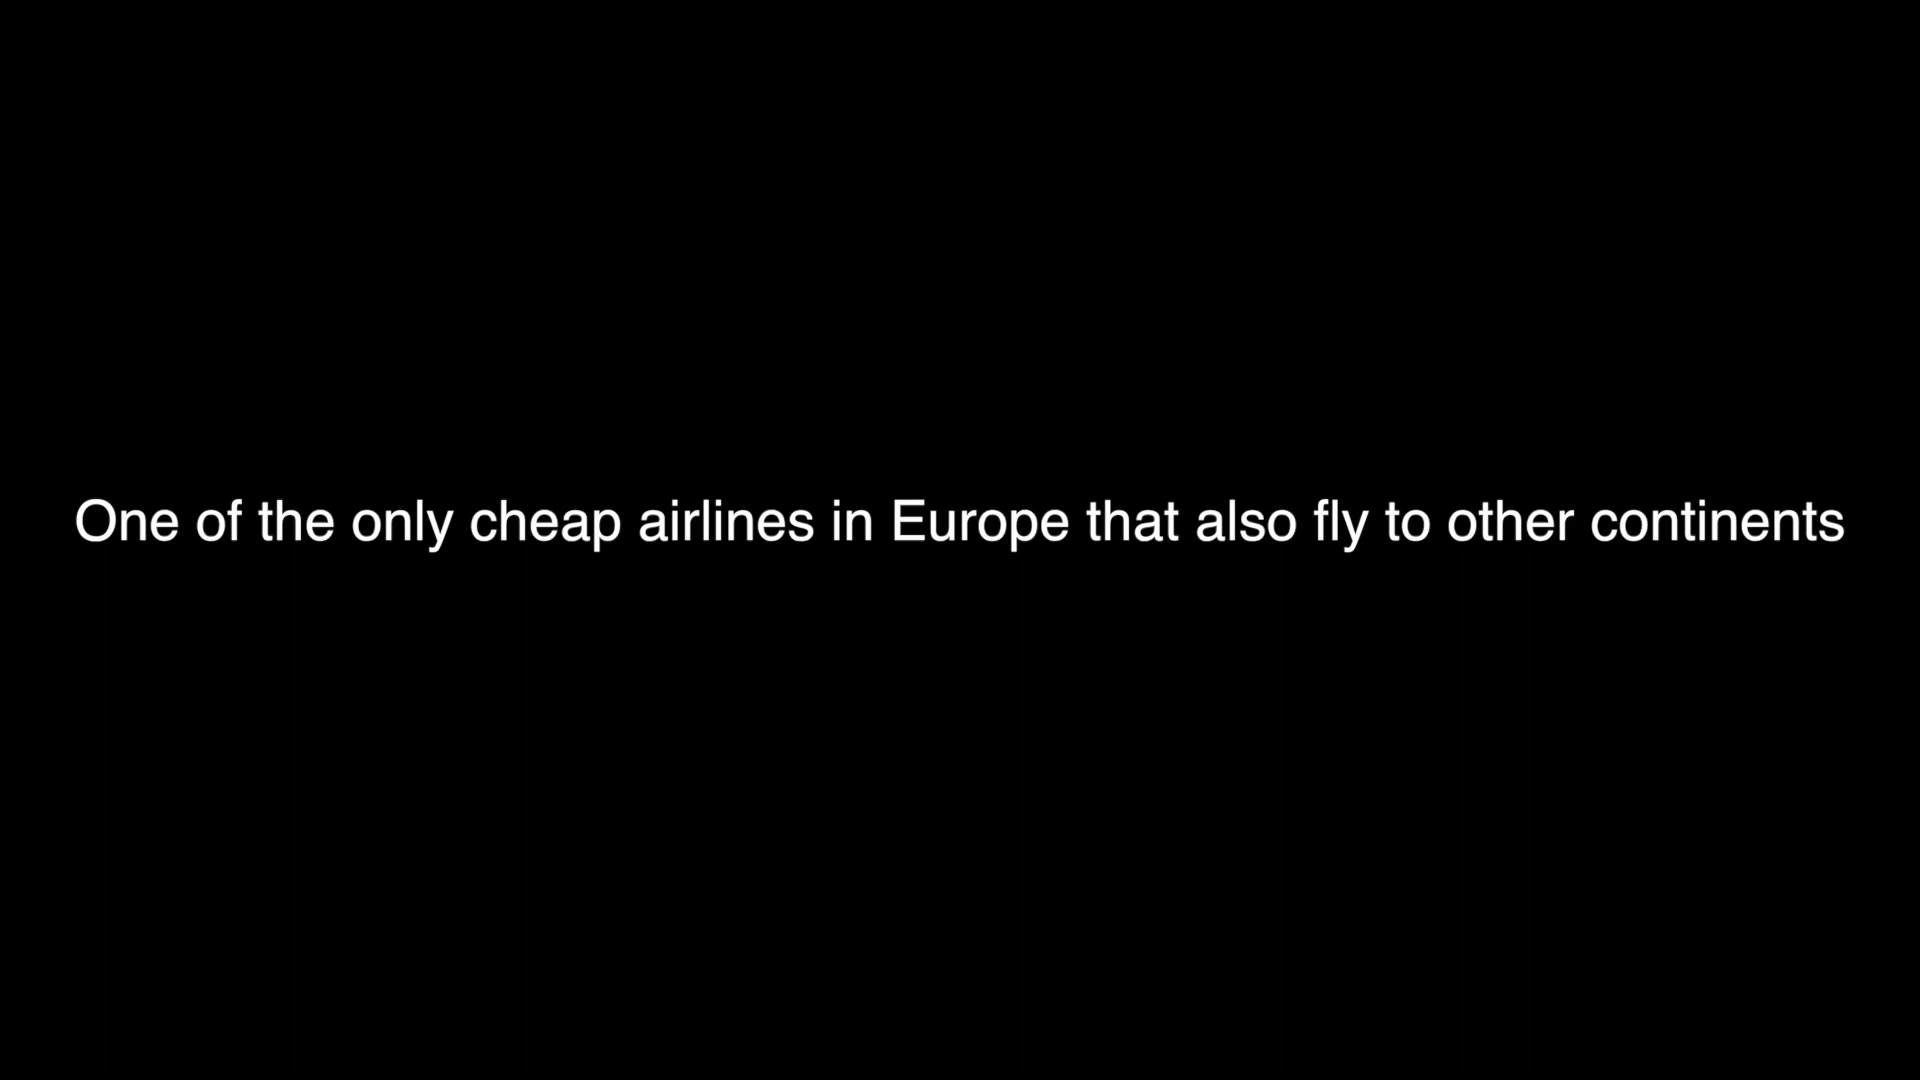 One of the only cheap airlines in Europe that also fly to other continents